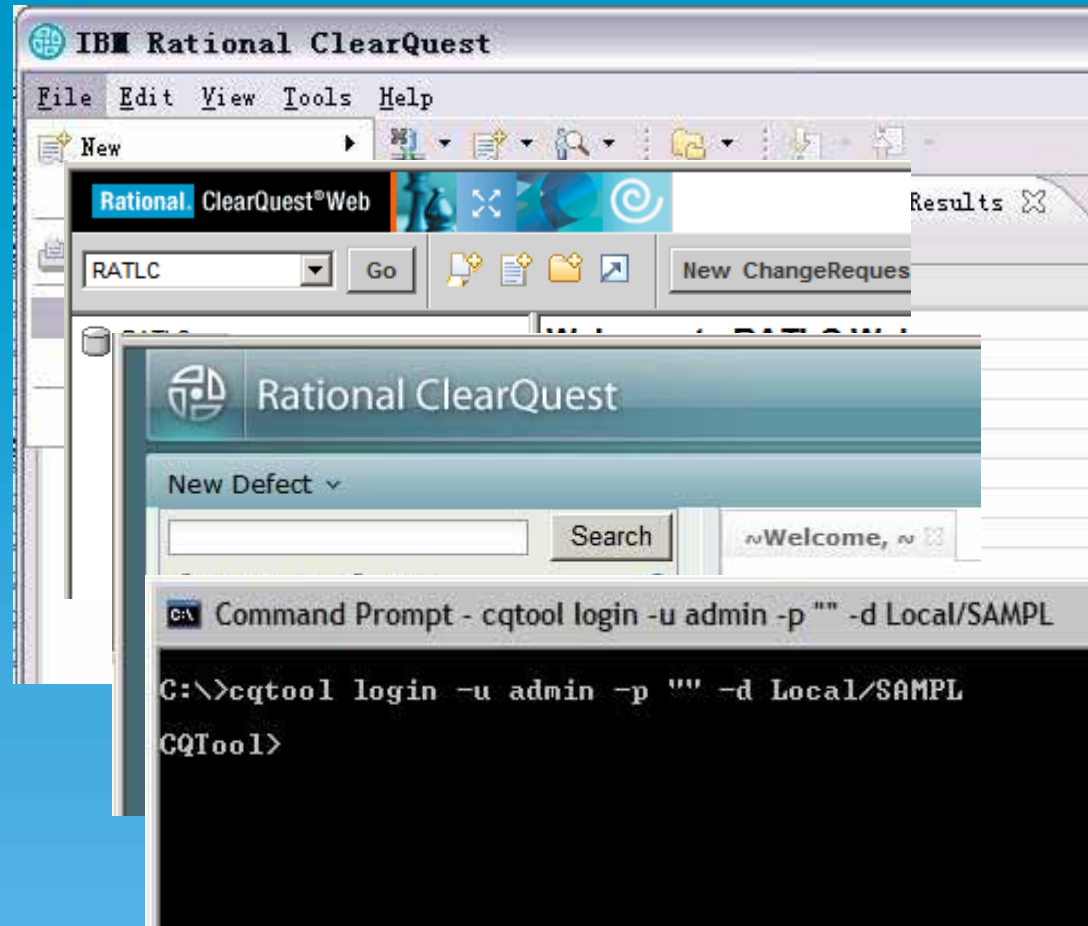 IBM Rational ClearQuest
File Edit View Tools Help
New
Results
Rational. ClearQuest®Web
RATLC Go New ChangeReques
Rational ClearQuest
New Defect
Search ~Welcome, ~
Command Prompt - cqtool login -u admin -p "" -d Local/SAMPL
C:\>cqtool login -u admin -p "" -d Local/SAMPL
CQTool>